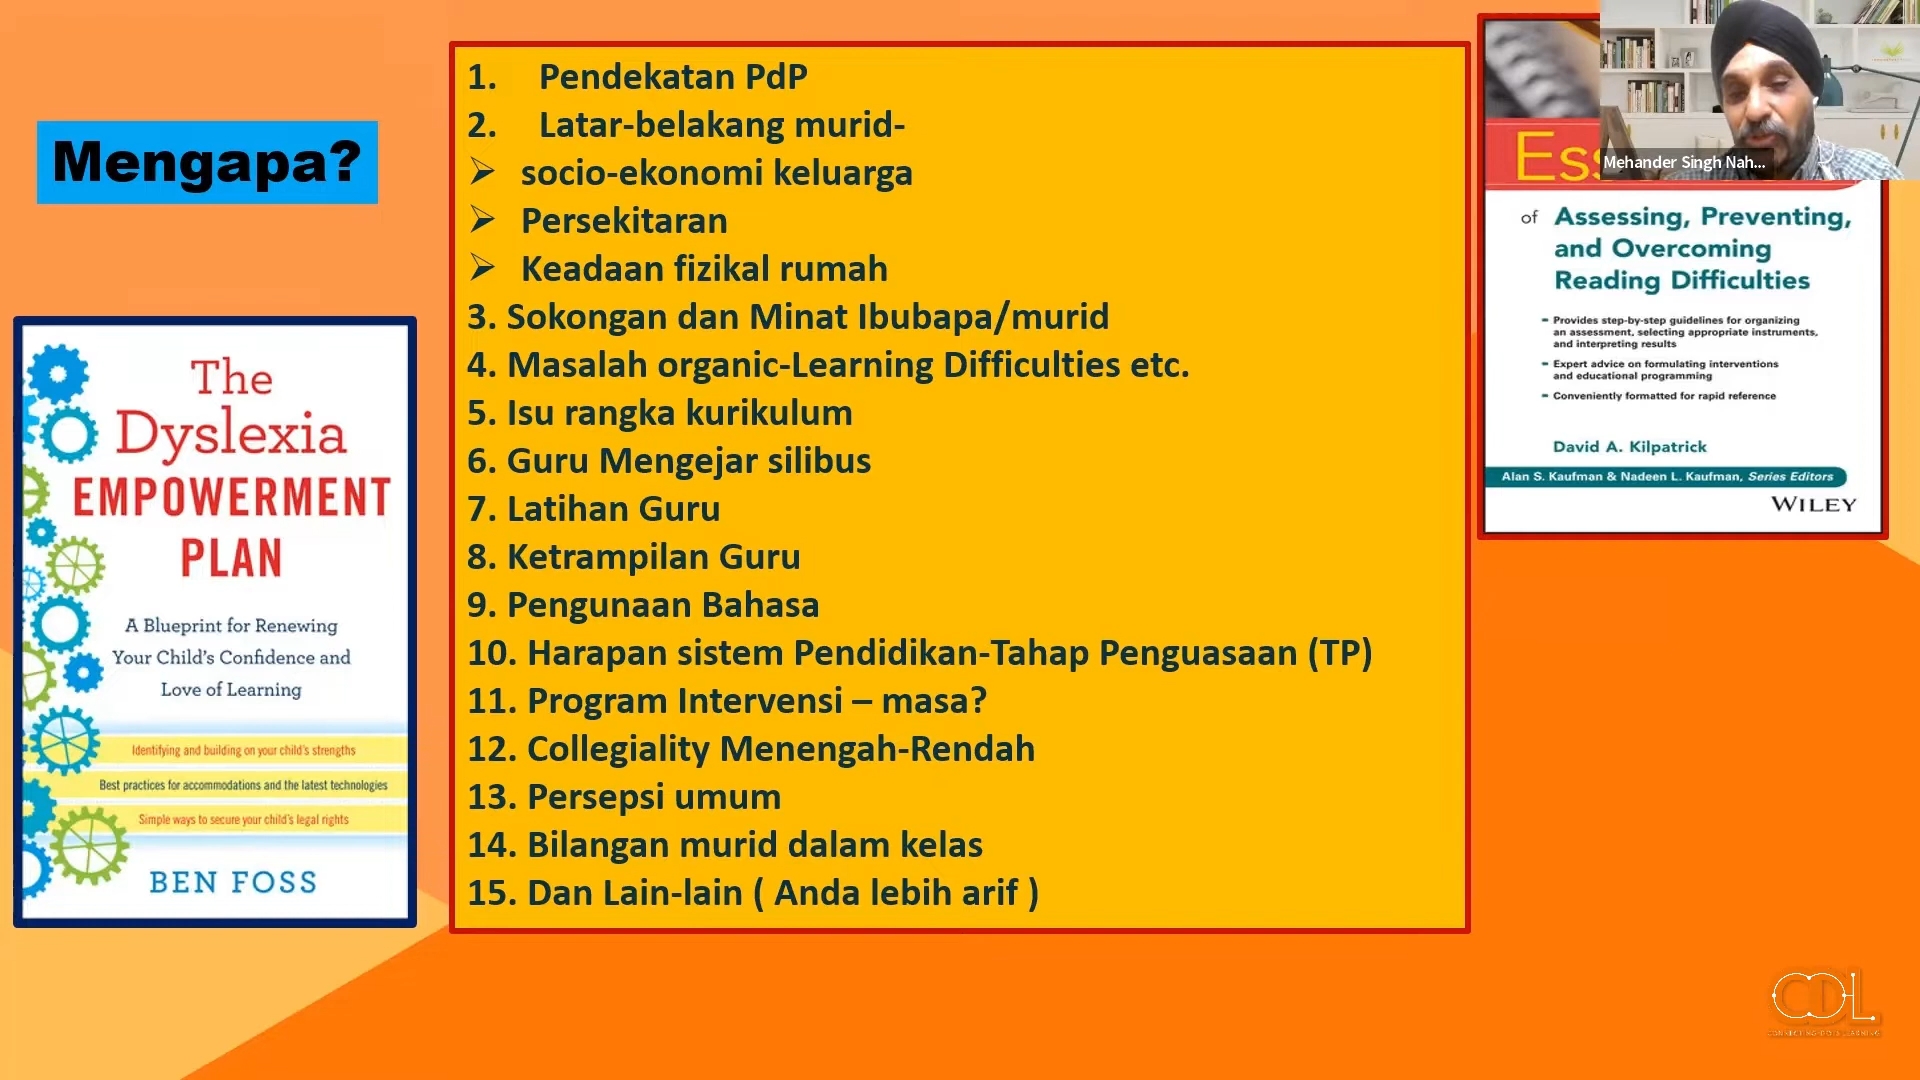 Mengapa?
The
Dyslexia
EMPOWERMENT
PLAN
A Blueprint for Renewing
Your Child's Confidence and
Love of Learning
Identifying and building on your child's strengths
Best practices for accommodations and the latest technologies
Simple ways to secure your child's legal rights
BEN FOSS
1. Pendekatan PdP
2. Latar-belakang murid-
➢ socio-ekonomi keluarga
➢ Persekitaran
➢ Keadaan fizikal rumah
3. Sokongan dan Minat Ibubapa/murid
4. Masalah organic-Learning Difficulties etc.
5. Isu rangka kurikulum
6. Guru Mengejar silibus
7. Latihan Guru
8. Ketrampilan Guru
9. Pengunaan Bahasa
10. Harapan sistem Pendidikan-Tahap Penguasaan (TP)
11. Program Intervensi – masa?
12. Collegiality Menengah-Rendah
13. Persepsi umum
14. Bilangan murid dalam kelas
15. Dan Lain-lain ( Anda lebih arif )
Mehander Singh Nah...
of Assessing, Preventing,
and Overcoming
Reading Difficulties
Provides step-by-step guidelines for organizing
an assessment, selecting appropriate instruments,
and interpreting results
Expert advice on formulating interventions
and educational programming
Conveniently formatted for rapid reference
David A. Kilpatrick
Alan S. Kaufman & Nadeen L. Kaufman, Series Editors
WILEY
CDL